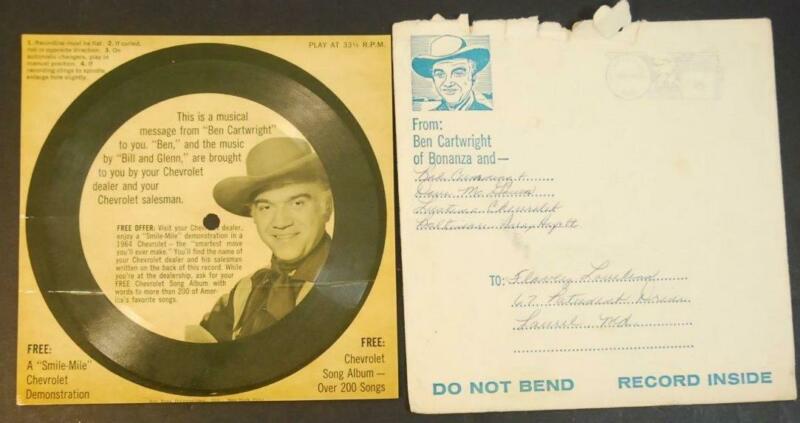 1. Recording must be flat. 2. If curled,
roll in opposite direction. 3. On
automatic changers, play in
manual position. 4. If
recording clings to spindle,
enlarge hole slightly.
PLAY AT 33⅓ R.P.M.
This is a musical
message from "Ben Cartwright"
to you. "Ben," and the music
by "Bill and Glenn," are brought
to you by your Chevrolet
dealer and your
Chevrolet salesman.
FREE OFFER: Visit your Chevrolet dealer,
enjoy a "Smile-Mile" demonstration in a
1964 Chevrolet – the "smartest move
you'll ever make." You'll find the name of
your Chevrolet dealer and his salesman
written on the back of this record. While
you're at the dealership, ask for your
FREE Chevrolet Song Album with
words to more than 200 of Amer-
ica's favorite songs.
FREE:
A "Smile-Mile"
Chevrolet
Demonstration
FREE:
Chevrolet
Song Album —
Over 200 Songs
From:
Ben Cartwright
of Bonanza and—
Chevrolet
TO:
67
Laurel Md.
DO NOT BEND RECORD INSIDE